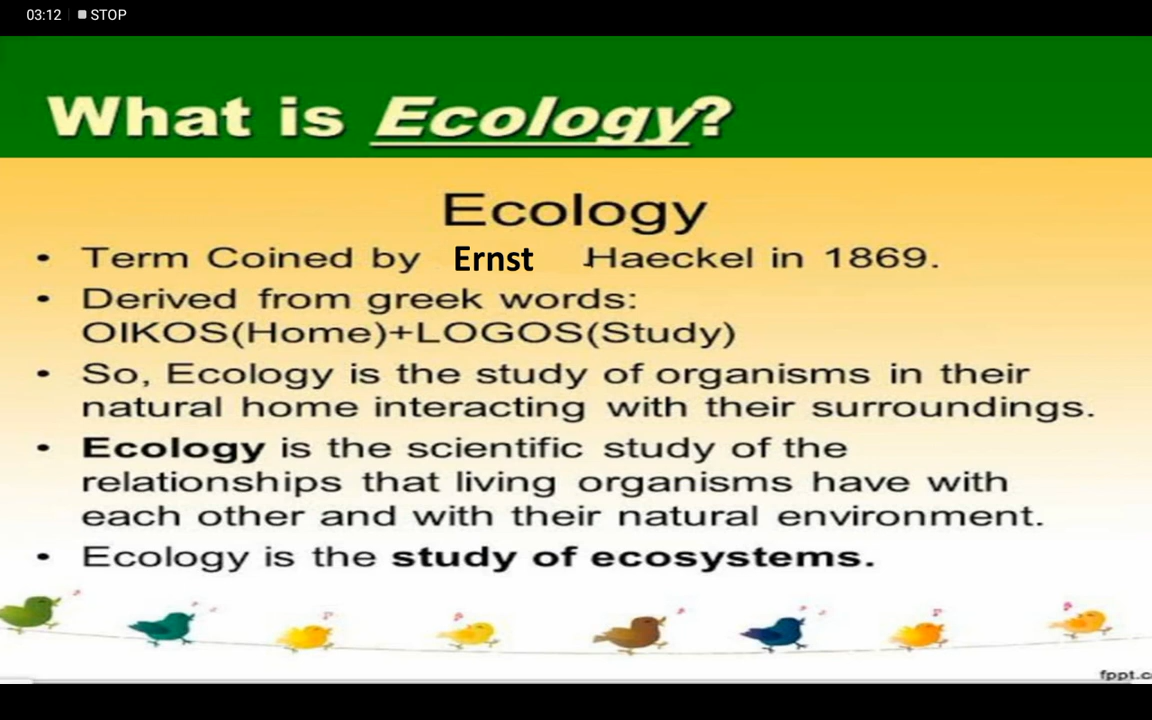 03:12 STOP
What is Ecology?
Ecology
• Term Coined by Ernst Haeckel in 1869.
• Derived from greek words:
OIKOS(Home)+LOGOS(Study)
• So, Ecology is the study of organisms in their
natural home interacting with their surroundings.
• Ecology is the scientific study of the
relationships that living organisms have with
each other and with their natural environment.
• Ecology is the study of ecosystems.
fppt.c